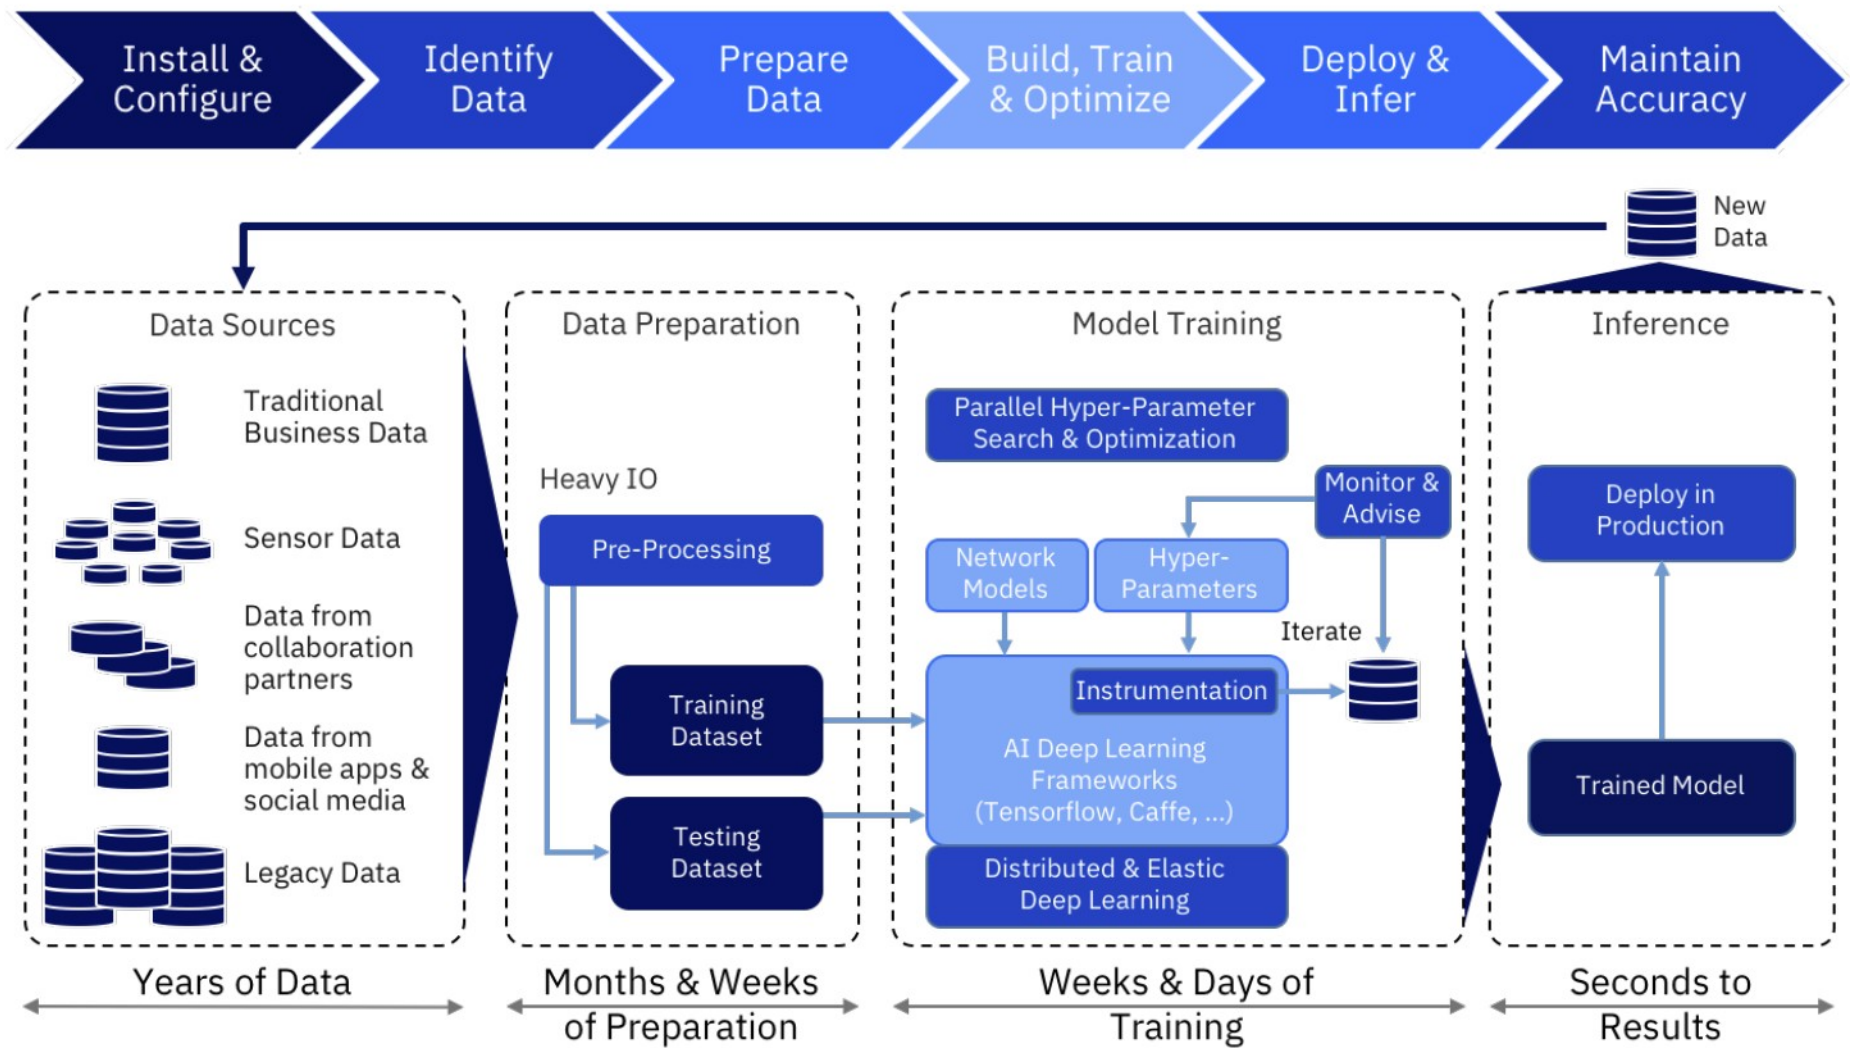 Install &
Configure
Identify
Data
Prepare
Data
Build, Train
& Optimize
Deploy &
Infer
Maintain
Accuracy
New
Data
Data Sources
Traditional
Business Data
Sensor Data
Data from
collaboration
partners
Data from
mobile apps &
social media
Legacy Data
Data Preparation
Heavy IO
Pre-Processing
Training
Dataset
Testing
Dataset
Model Training
Parallel Hyper-Parameter
Search & Optimization
Monitor &
Advise
Network
Models
Hyper-
Parameters
Iterate
Instrumentation
AI Deep Learning
Frameworks
(Tensorflow, Caffe, ...)
Distributed & Elastic
Deep Learning
Inference
Deploy in
Production
Trained Model
Years of Data
Months & Weeks
of Preparation
Weeks & Days of
Training
Seconds to
Results